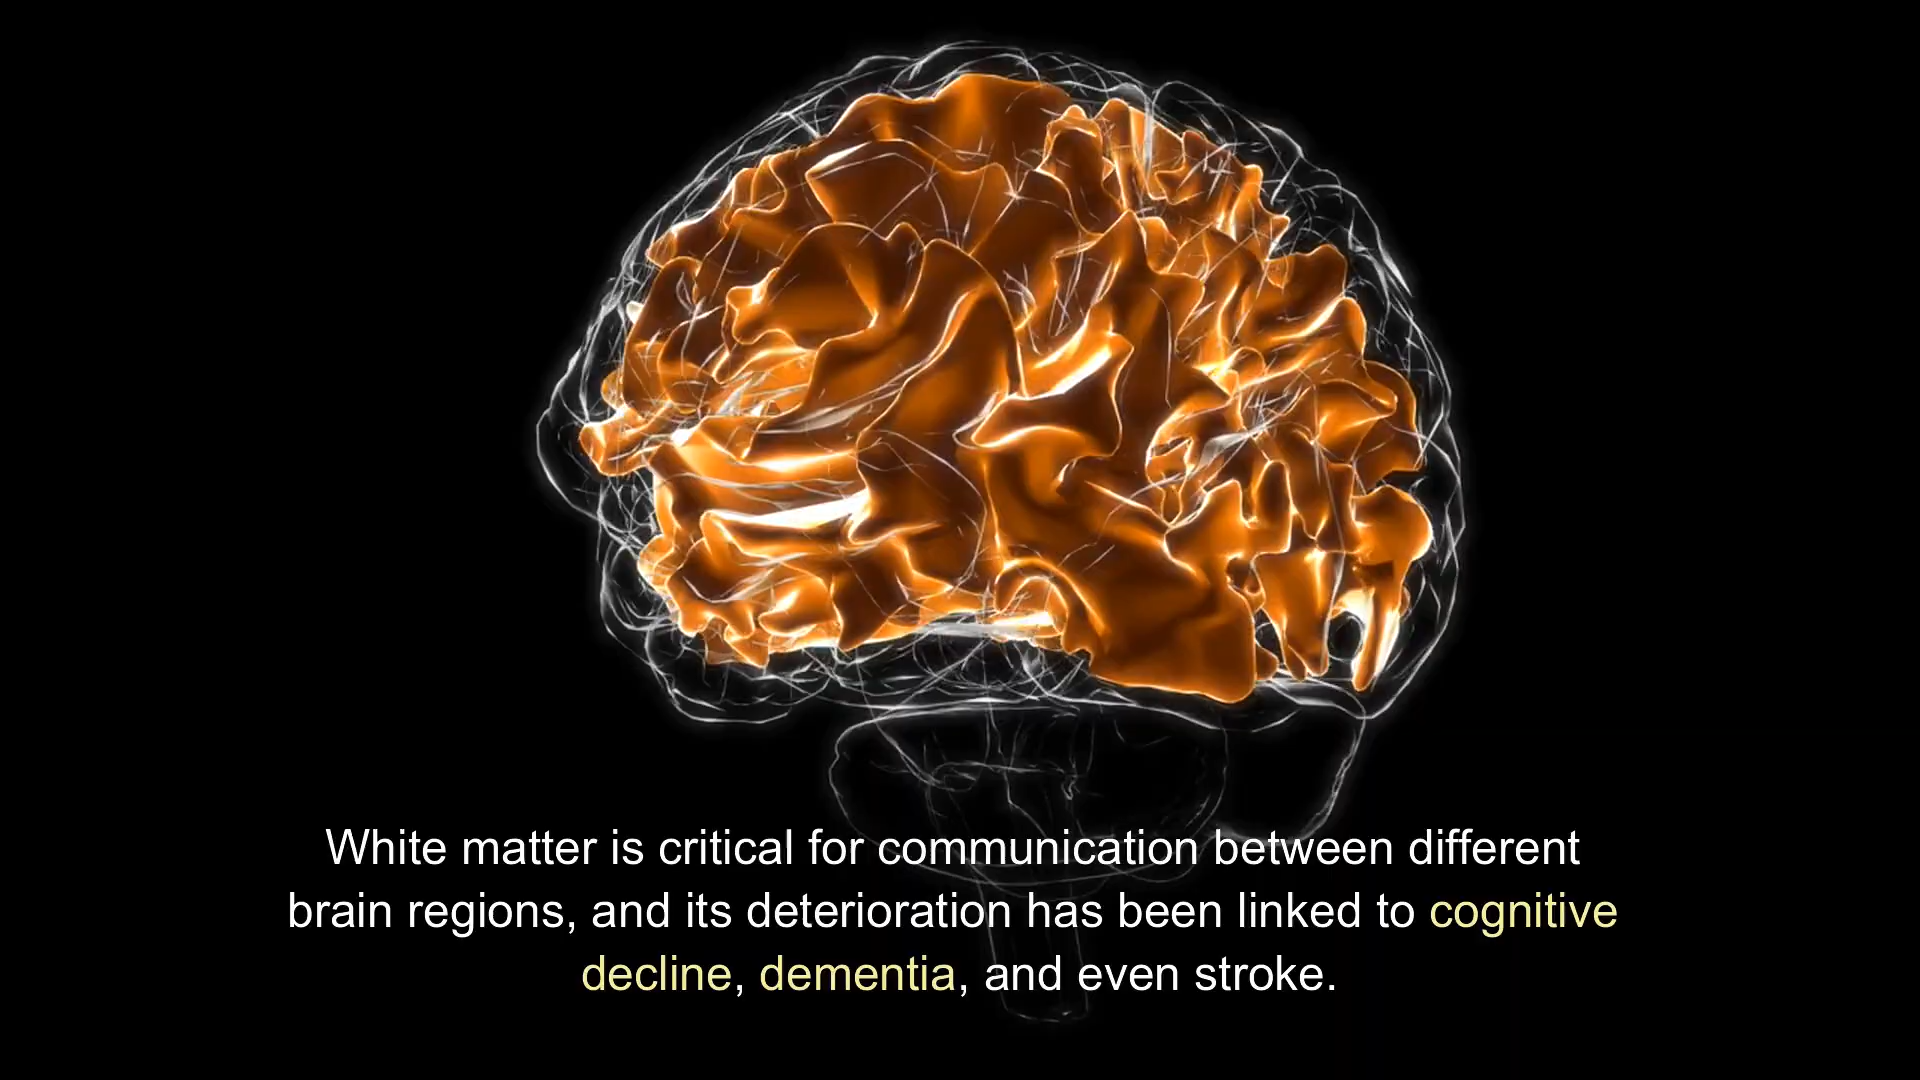 White matter is critical for communication between different
brain regions, and its deterioration has been linked to cognitive
decline, dementia, and even stroke.